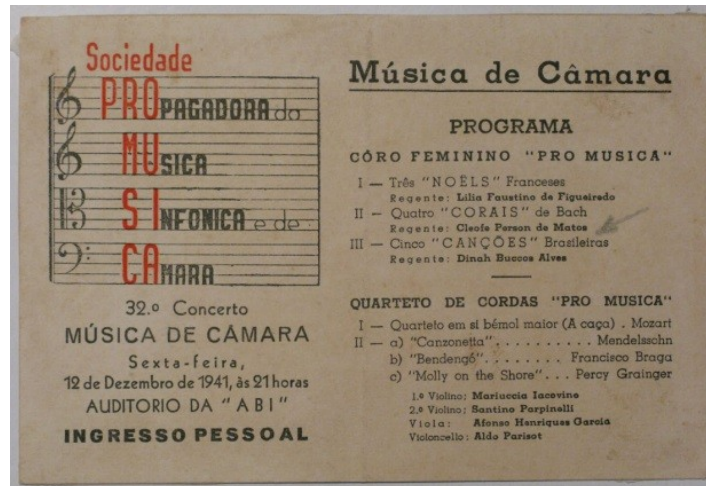 Sociedade
PROPAGADORA do
MUSICA
SINFONICA e de
CAMARA
32.º Concerto
MÚSICA DE CÂMARA
Sexta-feira,
12 de Dezembro de 1941, às 21 horas
AUDITORIO DA "ABI"
INGRESSO PESSOAL
Música de Câmara
PROGRAMA
CÔRO FEMININO "PRO MUSICA"
I — Três "NOËLS" Franceses
Regente: Lilia Faustino de Figueiredo
II — Quatro "CORAIS" de Bach
Regente: Cleofe Person de Matos
III — Cinco "CANÇÕES" Brasileiras
Regente: Dinah Buccos Alves
QUARTETO DE CORDAS "PRO MUSICA"
I — Quarteto em si bémol maior (A caça) . Mozart
II — a) "Canzonetta" . . . . . . . . . . Mendelssohn
b) "Bendengó" . . . . . . . . Francisco Braga
c) "Molly on the Shore" . . . Percy Grainger
1.º Violino: Mariuccia Iacovino
2.º Violino: Santino Parpinelli
Viola: Afonso Henriques Garcia
Violoncello: Aldo Parisot